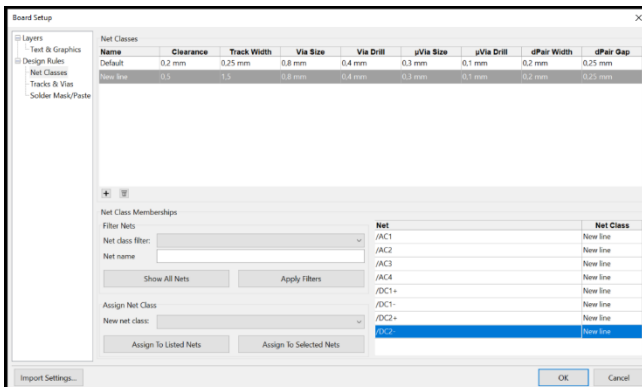 Board Setup
Layers
Text & Graphics
Design Rules
Net Classes
Tracks & Vias
Solder Mask/Paste
Net Classes
Name Clearance Track Width Via Size Via Drill µVia Size µVia Drill dPair Width dPair Gap
Default 0,2 mm 0,25 mm 0,8 mm 0,4 mm 0,3 mm 0,1 mm 0,2 mm 0,25 mm
New line 0,5 1,5 0,8 mm 0,4 mm 0,3 mm 0,1 mm 0,2 mm 0,25 mm
Net Class Memberships
Filter Nets
Net class filter:
Net name
Show All Nets Apply Filters
Assign Net Class
New net class:
Assign To Listed Nets Assign To Selected Nets
Net Net Class
/AC1 New line
/AC2 New line
/AC3 New line
/AC4 New line
/DC1+ New line
/DC1- New line
/DC2+ New line
/DC2- New line
Import Settings... OK Cancel